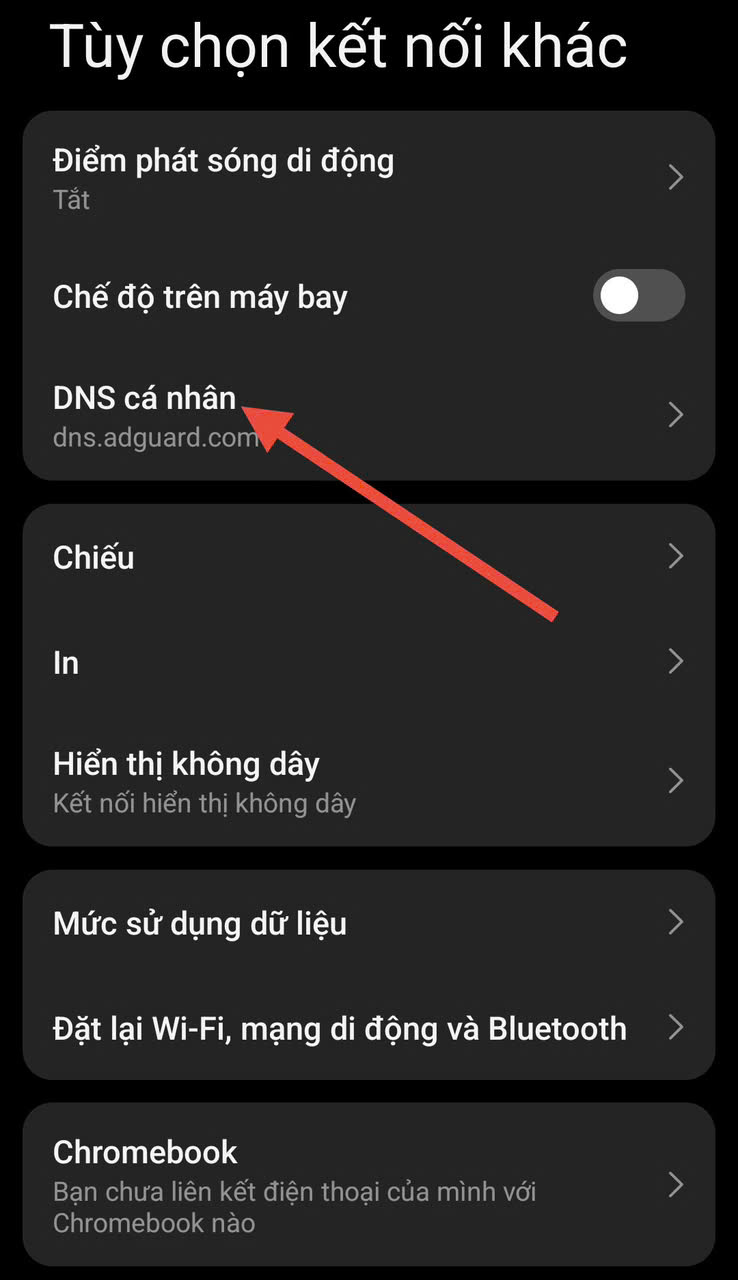 Tùy chọn kết nối khác
Điểm phát sóng di động
Tắt
Chế độ trên máy bay
DNS cá nhân
dns.adguard.com
Chiếu
In
Hiển thị không dây
Kết nối hiển thị không dây
Mức sử dụng dữ liệu
Đặt lại Wi-Fi, mạng di động và Bluetooth
Chromebook
Bạn chưa liên kết điện thoại của mình với
Chromebook nào